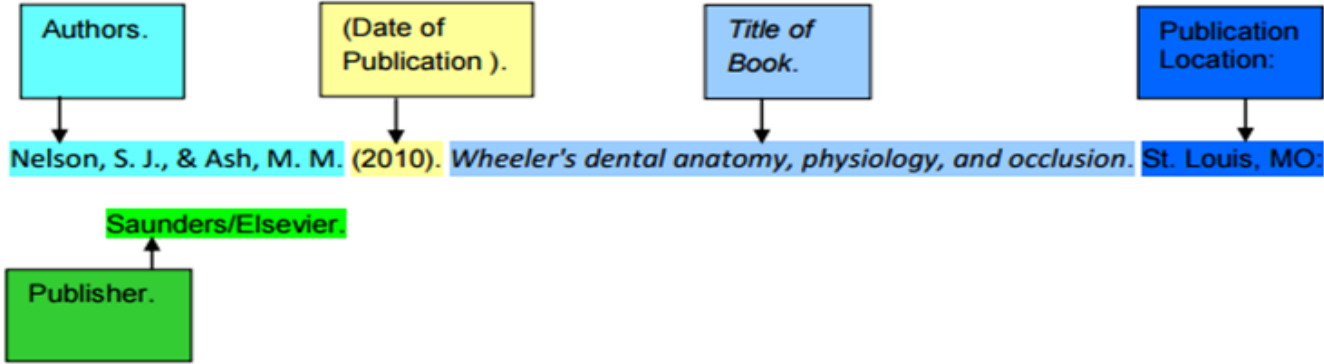 Authors.
(Date of
Publication ).
Title of
Book.
Publication
Location:
Nelson, S. J., & Ash, M. M. (2010). Wheeler's dental anatomy, physiology, and occlusion. St. Louis, MO:
Saunders/Elsevier.
Publisher.